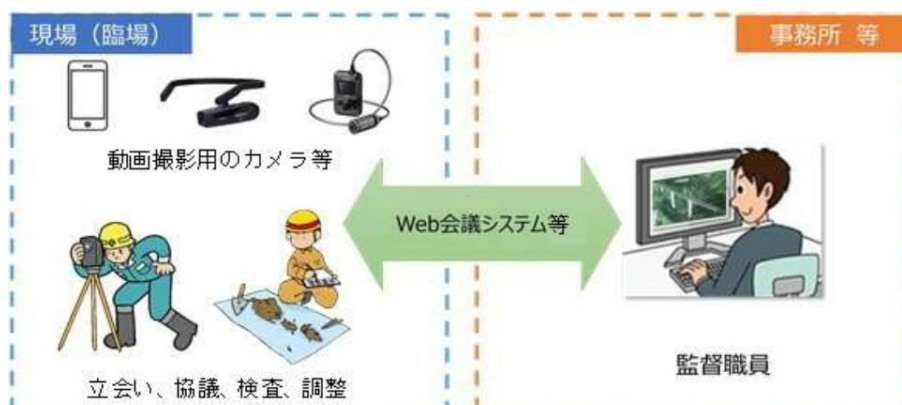 現場（臨場）
動画撮影用のカメラ等
立会い、協議、検査、調整
Web会議システム等
事務所 等
監督職員